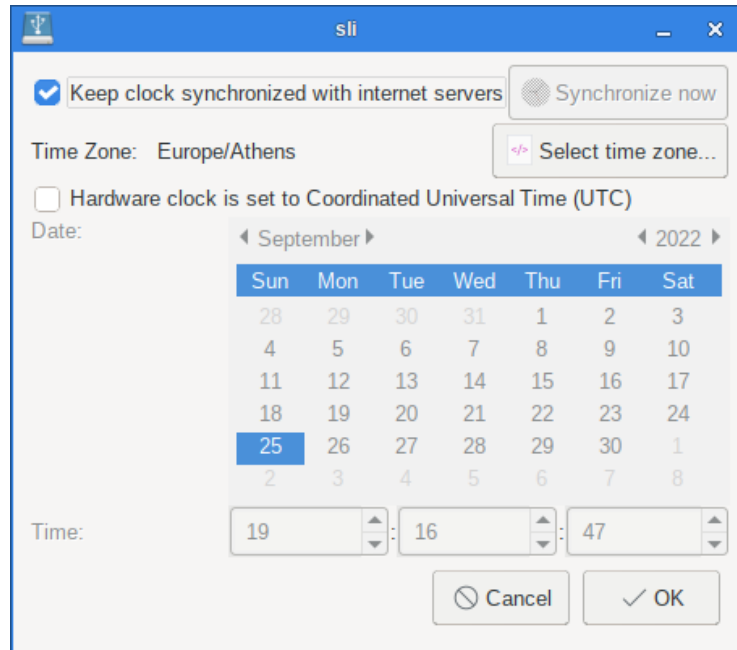 sli
Keep clock synchronized with internet servers Synchronize now
Time Zone: Europe/Athens </> Select time zone...
Hardware clock is set to Coordinated Universal Time (UTC)
Date: September 2022
Sun Mon Tue Wed Thu Fri Sat
28 29 30 31 1 2 3
4 5 6 7 8 9 10
11 12 13 14 15 16 17
18 19 20 21 22 23 24
25 26 27 28 29 30 1
2 3 4 5 6 7 8
Time: 19 : 16 : 47
Cancel OK